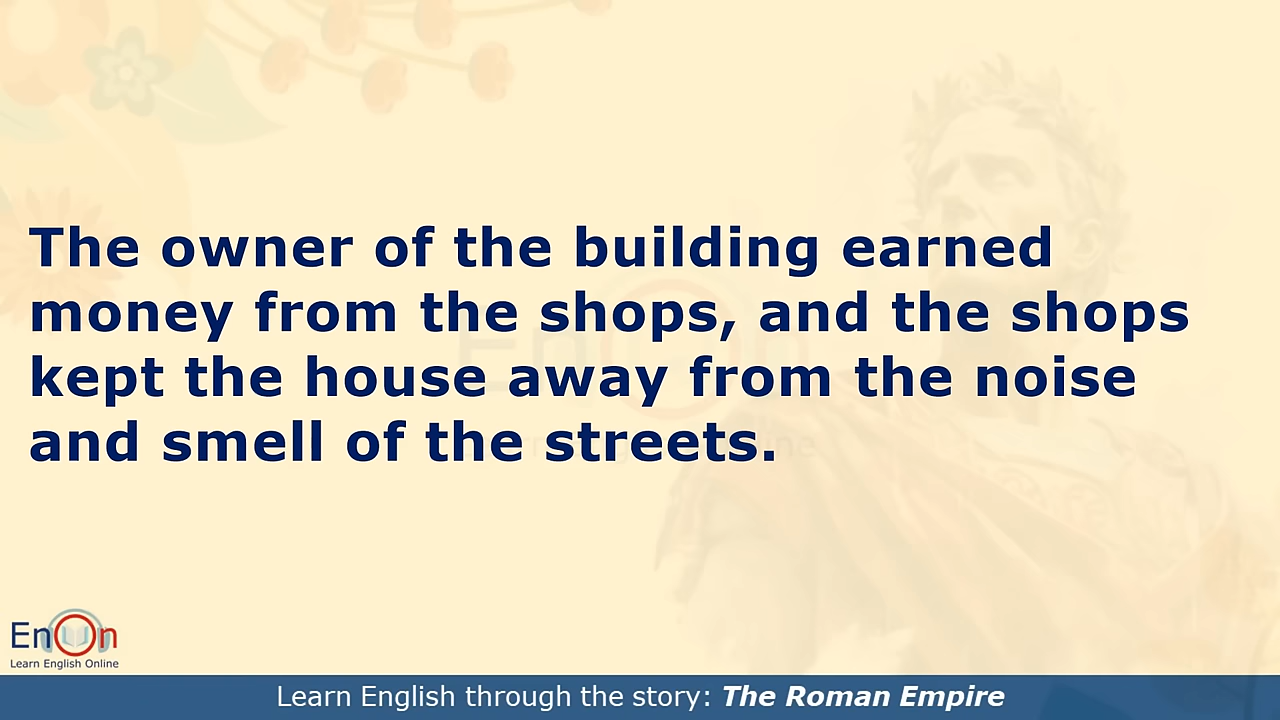 The owner of the building earned
money from the shops, and the shops
kept the house away from the noise
and smell of the streets.
EnOn
Learn English Online
Learn English through the story: The Roman Empire